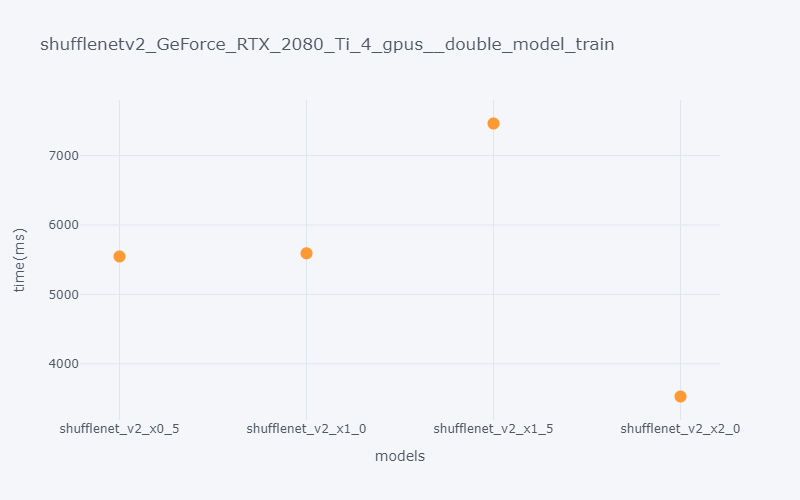 shufflenetv2_GeForce_RTX_2080_Ti_4_gpus__double_model_train
time(ms)
7000
6000
5000
4000
shufflenet_v2_x0_5
shufflenet_v2_x1_0
shufflenet_v2_x1_5
shufflenet_v2_x2_0
models